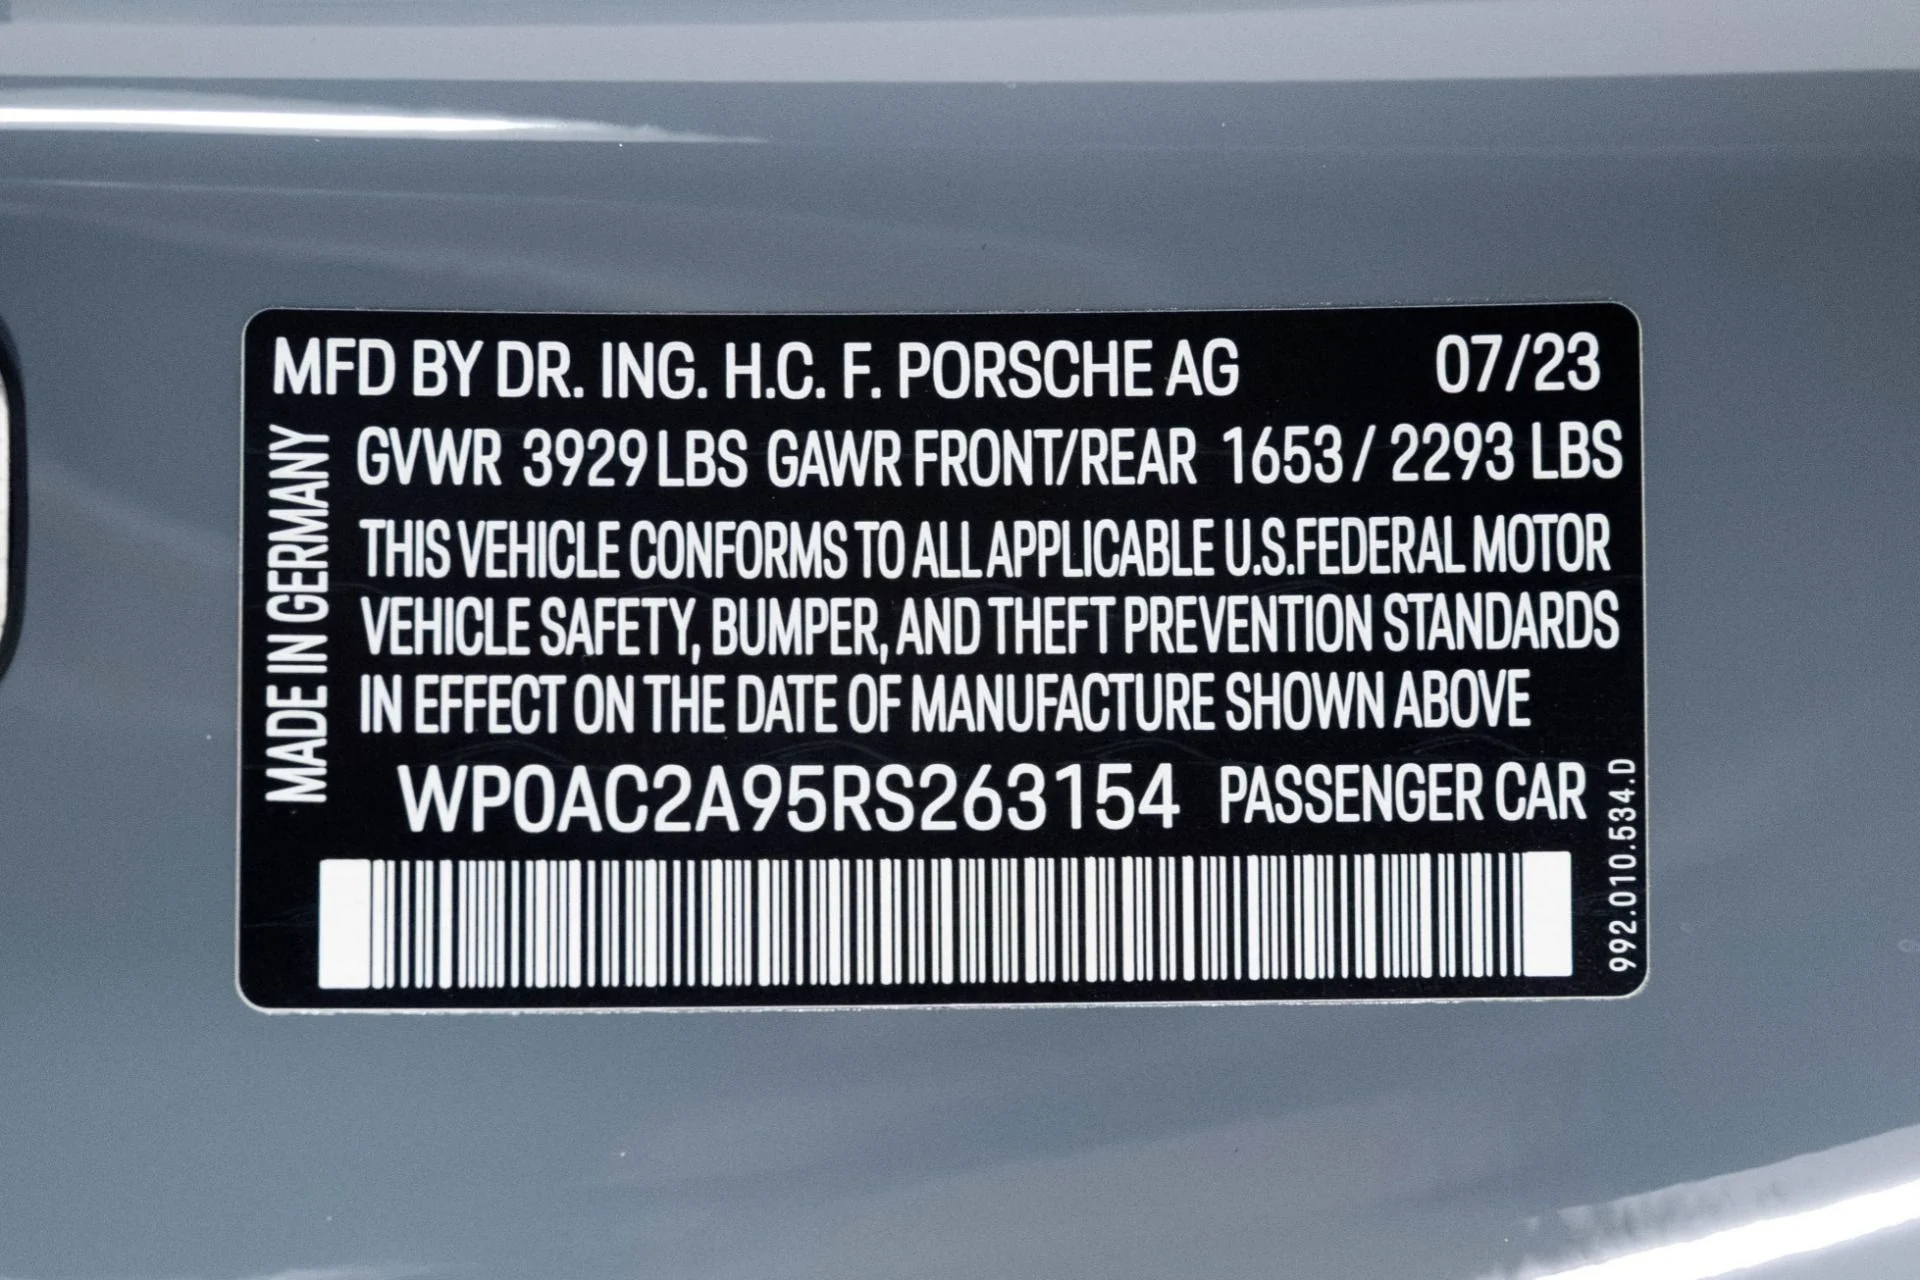 MFD BY DR. ING. H.C. F. PORSCHE AG 07/23
MADE IN GERMANY
GVWR 3929 LBS GAWR FRONT/REAR 1653 / 2293 LBS
THIS VEHICLE CONFORMS TO ALL APPLICABLE U.S.FEDERAL MOTOR
VEHICLE SAFETY, BUMPER, AND THEFT PREVENTION STANDARDS
IN EFFECT ON THE DATE OF MANUFACTURE SHOWN ABOVE
WP0AC2A95RS263154 PASSENGER CAR
992.010.534.D